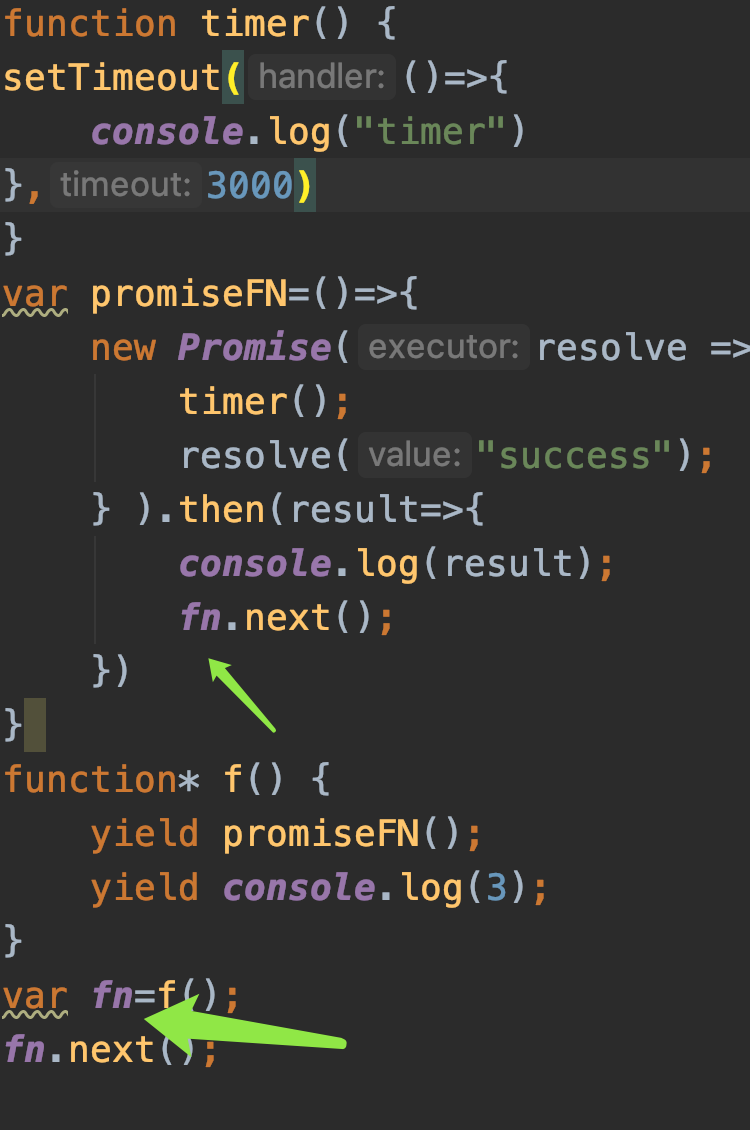 function timer() {
setTimeout( handler: ()=>{
    console.log("timer")
}, timeout: 3000)
}
var promiseFN=()=>{
    new Promise( executor: resolve =>
        timer();
        resolve( value: "success");
    } ).then(result=>{
        console.log(result);
        fn.next();
    })
}
function* f() {
    yield promiseFN();
    yield console.log(3);
}
var fn=f();
fn.next();